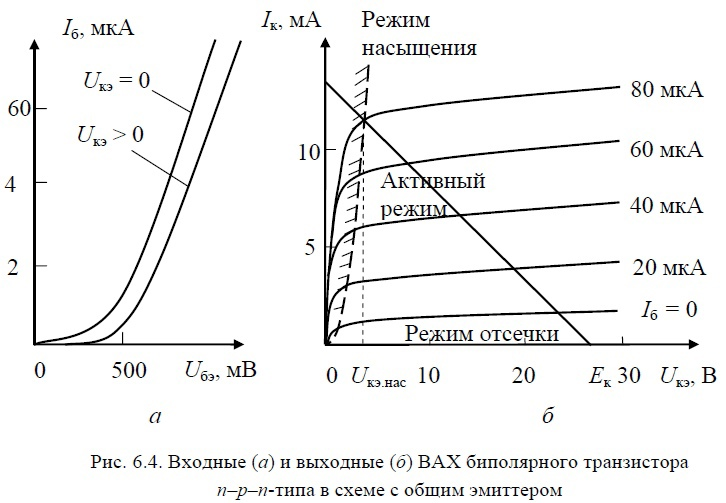 Iб, мкА
60
4
2
0
500
Uбэ, мВ
Uкэ = 0
Uкэ > 0
а
Iк, мА
Режим
насыщения
10
5
80 мкА
60 мкА
40 мкА
20 мкА
Iб = 0
Активный
режим
Режим отсечки
0
Uкэ.нас
10
20
Eк
30
Uкэ, В
б
Рис. 6.4. Входные (а) и выходные (б) ВАХ биполярного транзистора
n–p–n-типа в схеме с общим эмиттером